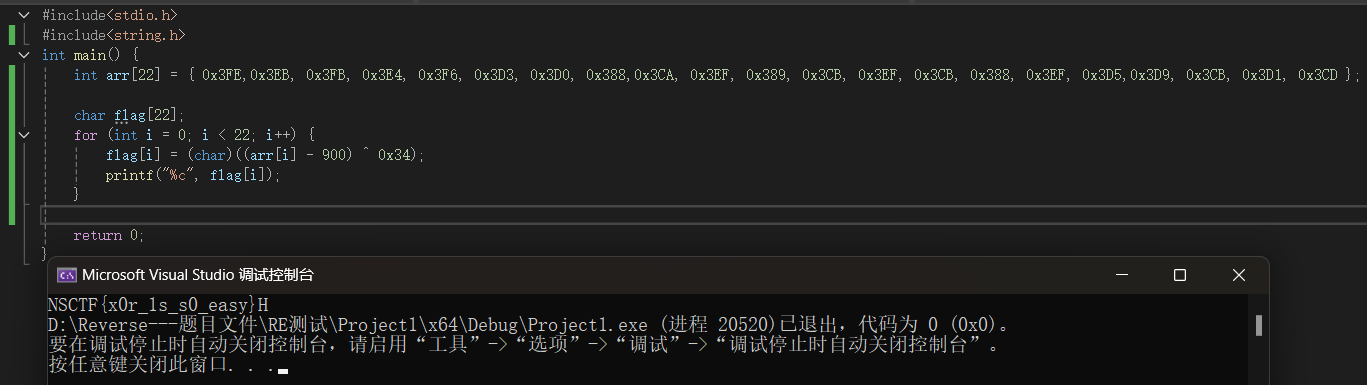 #include<stdio.h>
#include<string.h>
int main() {
int arr[22] = { 0x3FE,0x3EB, 0x3FB, 0x3E4, 0x3F6, 0x3D3, 0x3D0, 0x388,0x3CA, 0x3EF, 0x389, 0x3CB, 0x3EF, 0x3CB, 0x388, 0x3EF, 0x3D5,0x3D9, 0x3CB, 0x3D1, 0x3CD };
char flag[22];
for (int i = 0; i < 22; i++) {
flag[i] = (char)((arr[i] - 900) ^ 0x34);
printf("%c", flag[i]);
}
return 0;
}
Microsoft Visual Studio 调试控制台
NSCTF{x0r_1s_s0_easy}H
D:\Reverse---题目文件\RE测试\Project1\x64\Debug\Project1.exe (进程 20520)已退出，代码为 0 (0x0)。
要在调试停止时自动关闭控制台，请启用“工具”->“选项”->“调试”->“调试停止时自动关闭控制台”。
按任意键关闭此窗口. . .